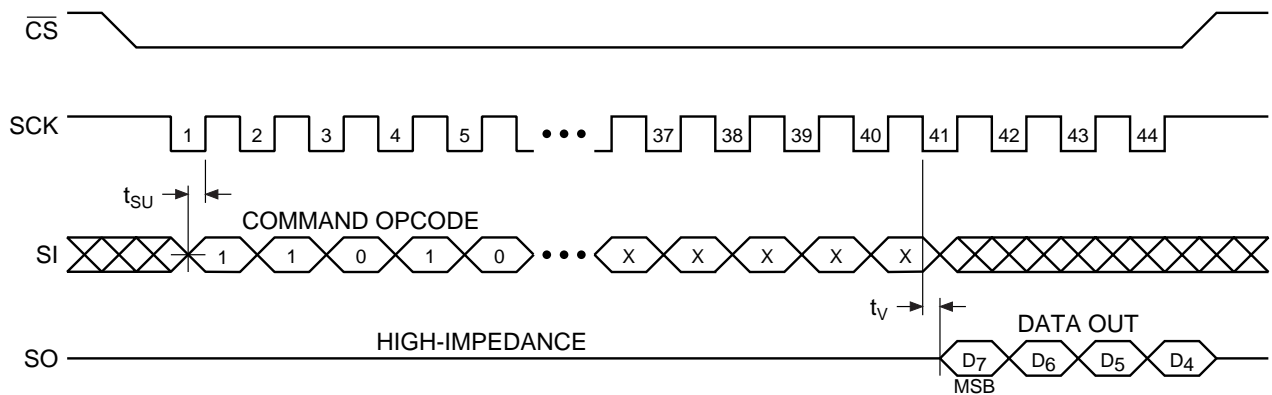 CS
SCK 1 2 3 4 5 ••• 37 38 39 40 41 42 43 44
tSU
COMMAND OPCODE
SI 1 1 0 1 0 ••• X X X X X
tV
HIGH-IMPEDANCE DATA OUT
SO D7 D6 D5 D4
MSB